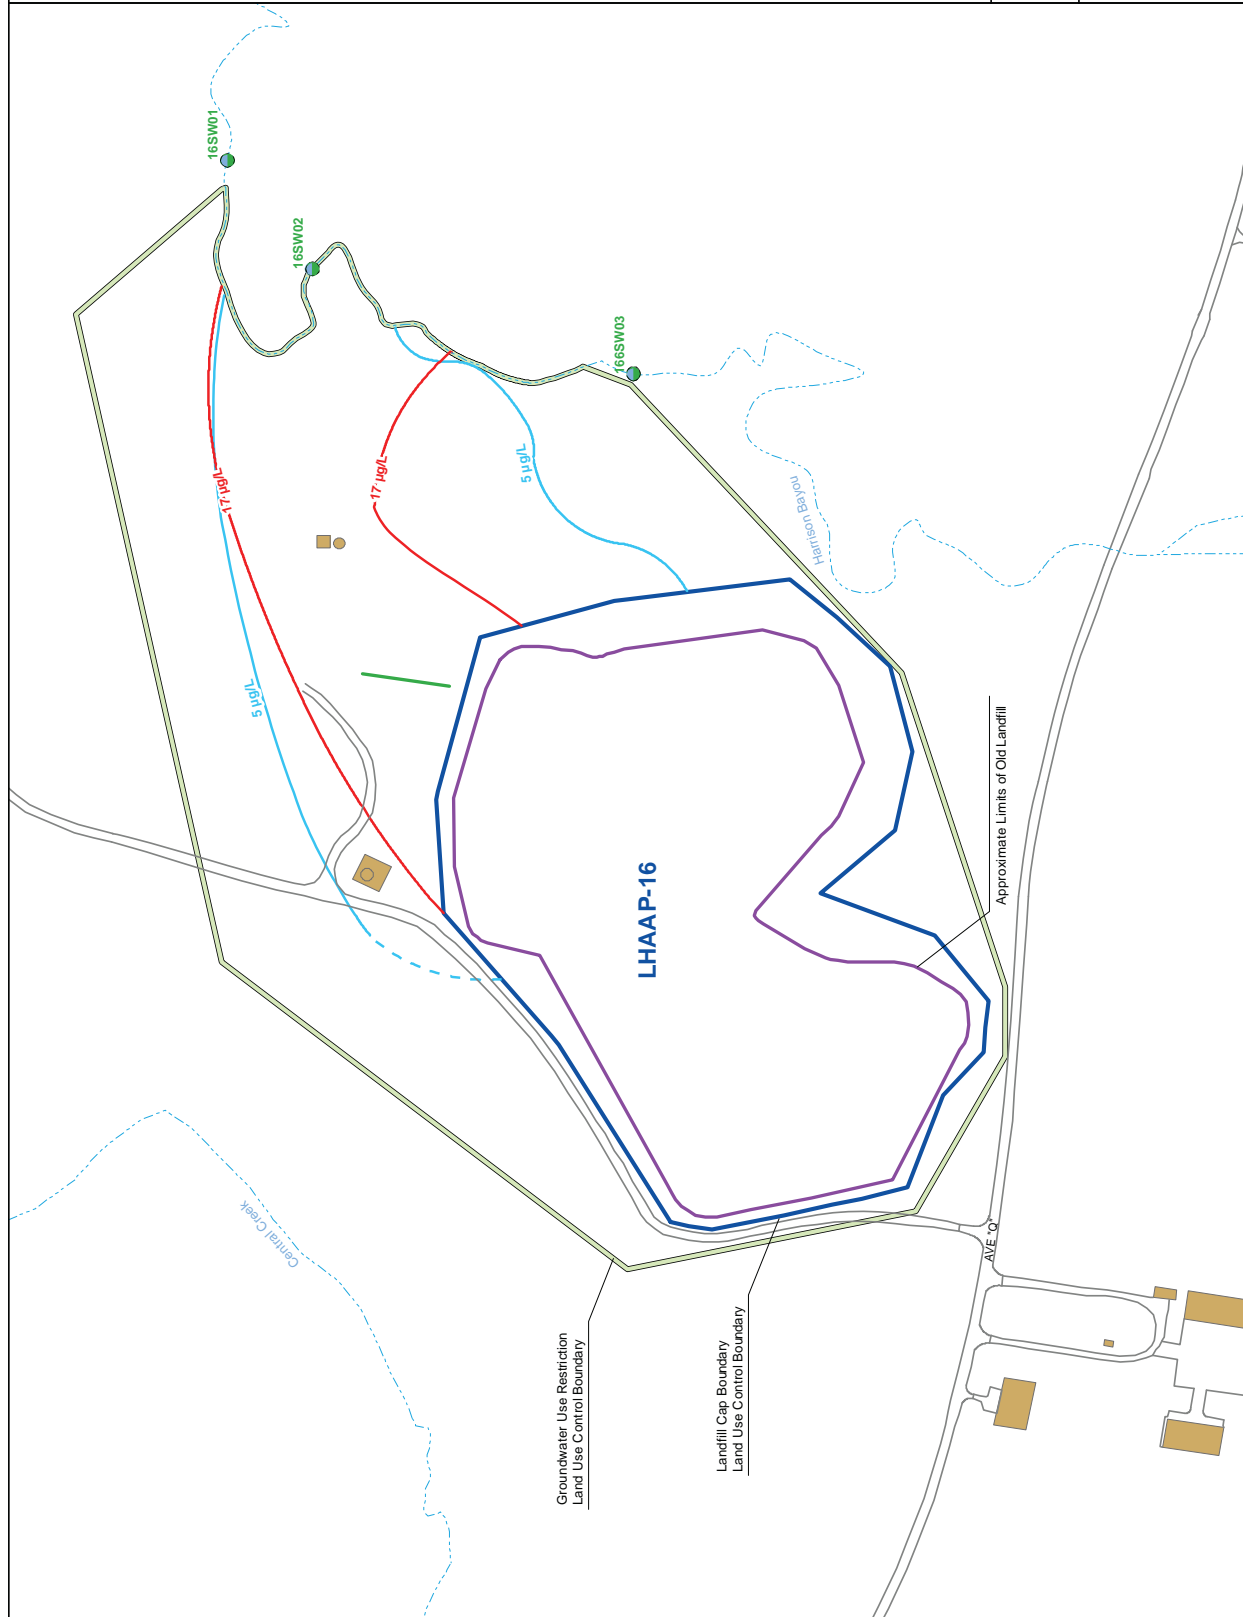 16SW01
16SW02
166SW03
17 µg/L
17 µg/L
5 µg/L
5 µg/L
Harrison Bayou
Central Creek
LHAAP-16
Approximate Limits of Old Landfill
AVE "Q"
Groundwater Use Restriction
Land Use Control Boundary
Landfill Cap Boundary
Land Use Control Boundary